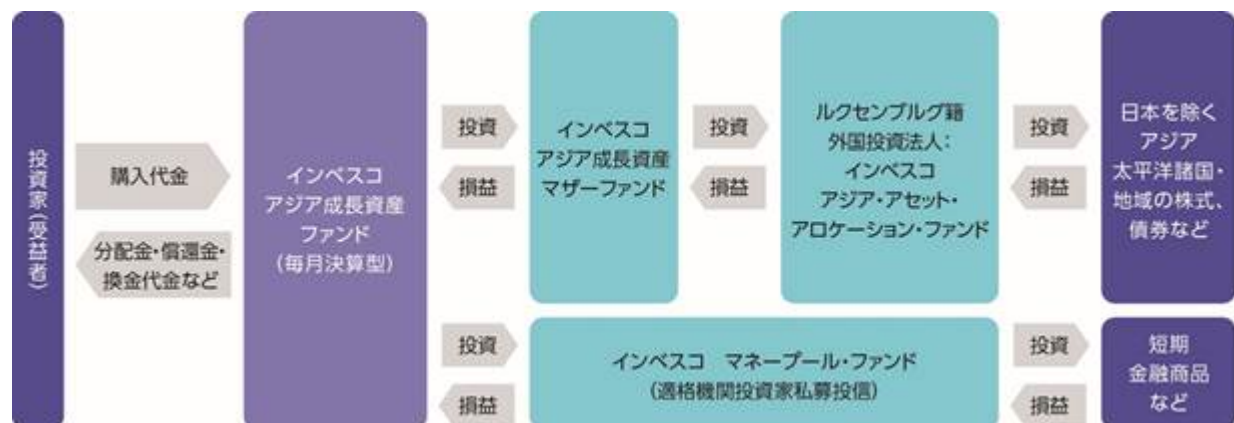 投資家(受益者)
購入代金
分配金・償還金・
換金代金など
インベスコ
アジア成長資産
ファンド
(毎月決算型)
投資
損益
インベスコ
アジア成長資産
マザーファンド
投資
損益
ルクセンブルグ籍
外国投資法人:
インベスコ
アジア・アセット・
アロケーション・ファンド
投資
損益
日本を除く
アジア
太平洋諸国・
地域の株式、
債券など
投資
損益
インベスコ　マネープール・ファンド
(適格機関投資家私募投信)
投資
損益
短期
金融商品
など